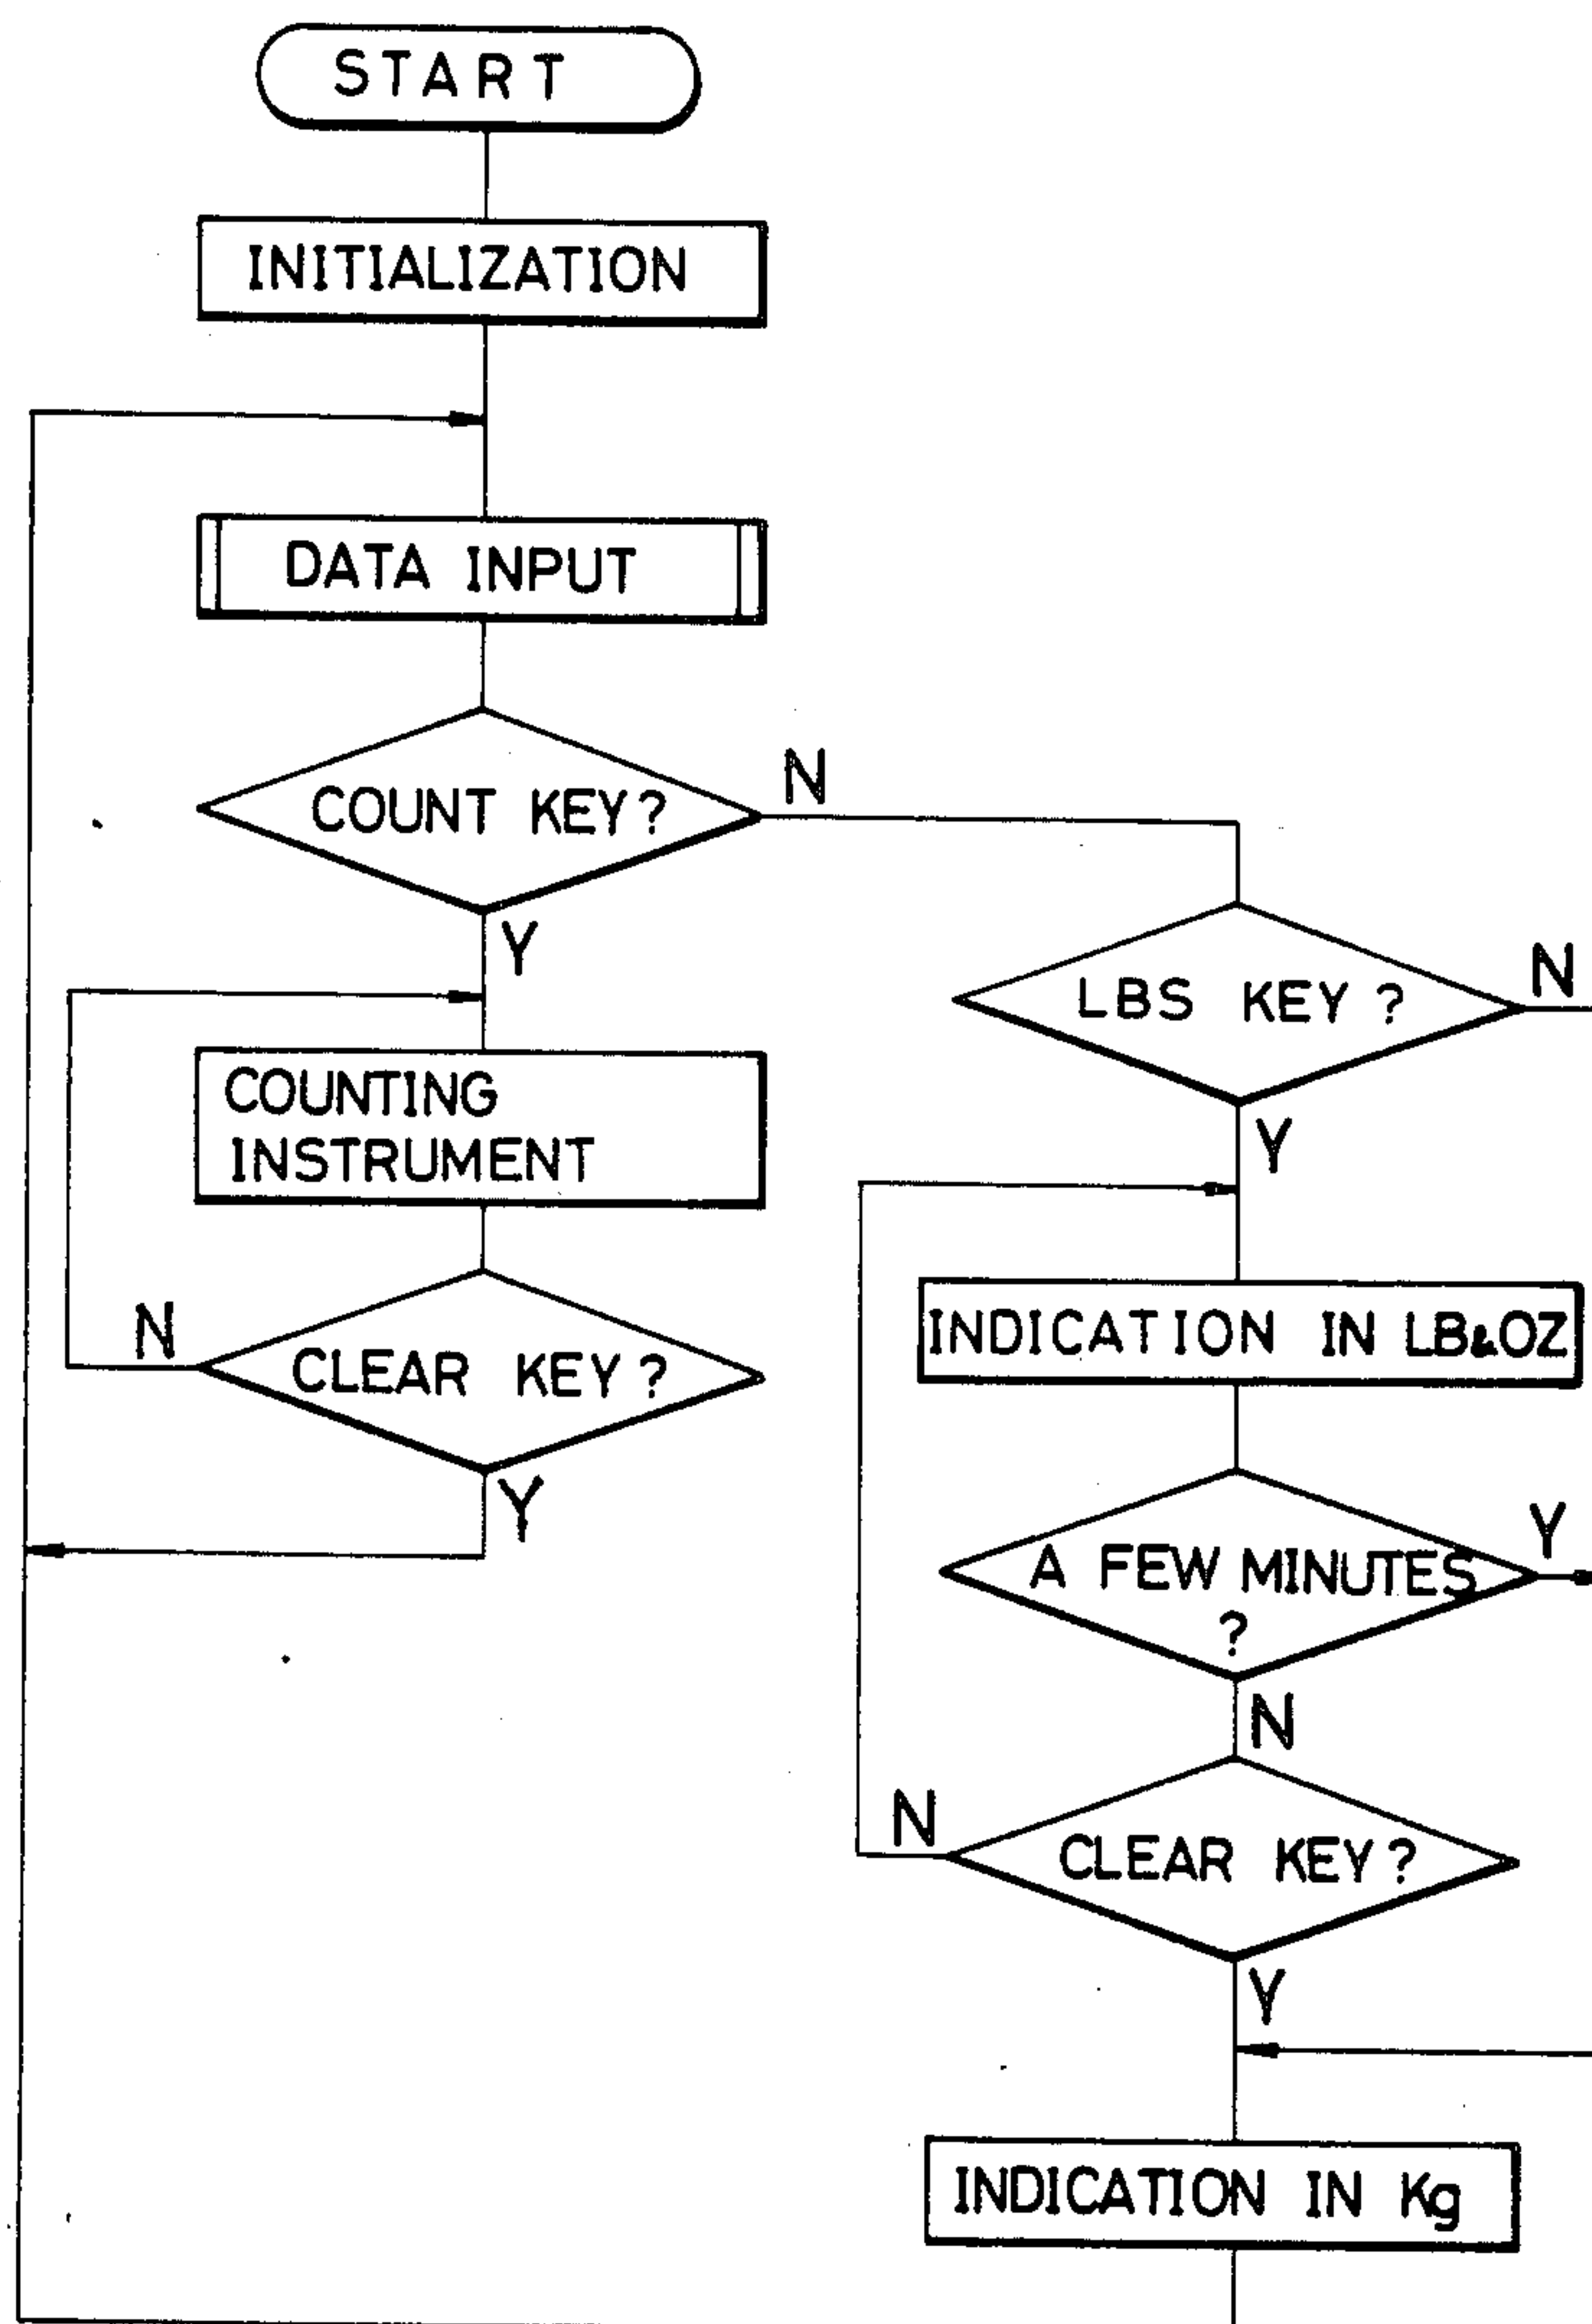 START
INITIALIZATION
DATA INPUT
COUNT KEY?
N
Y
COUNTING
INSTRUMENT
N
CLEAR KEY?
Y
LBS KEY?
N
Y
INDICATION IN LB&OZ
A FEW MINUTES
?
Y
N
N
CLEAR KEY?
Y
INDICATION IN Kg